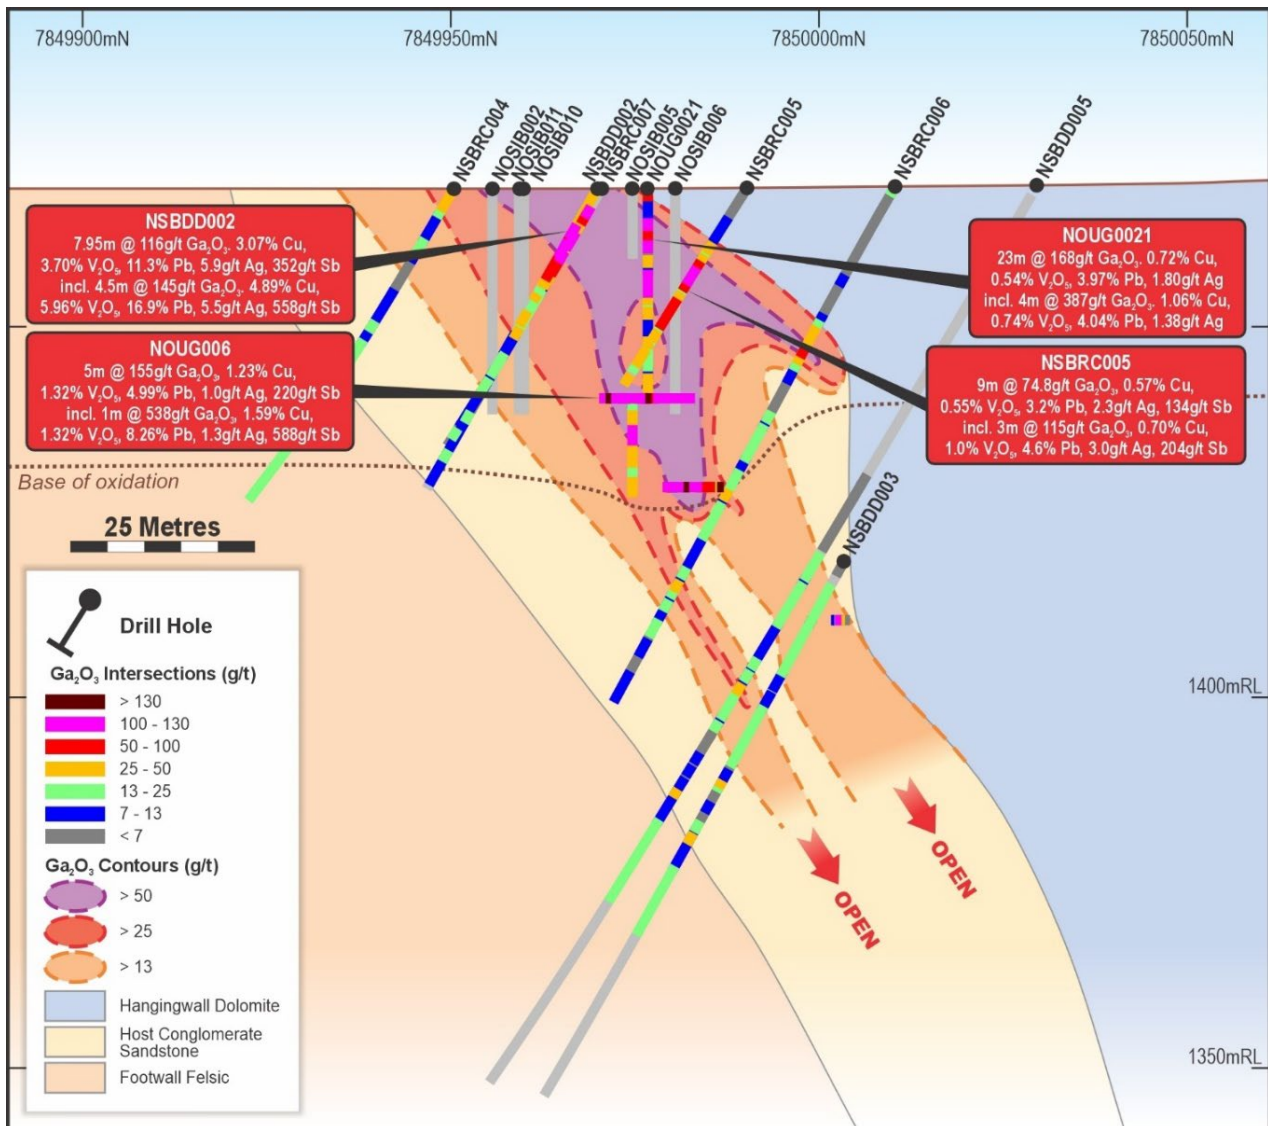 7849900mN
7849950mN
7850000mN
7850050mN
NSBRC004
NOSIB002
NOSIB011
NOSIB010
NSBDD002
NSBRC007
NOSIB005
NOUG0021
NOSIB006
NSBRC005
NSBRC006
NSBDD005
NSBDD002
7.95m @ 116g/t Ga₂O₃. 3.07% Cu,
3.70% V₂O₅, 11.3% Pb, 5.9g/t Ag, 352g/t Sb
incl. 4.5m @ 145g/t Ga₂O₃. 4.89% Cu,
5.96% V₂O₅, 16.9% Pb, 5.5g/t Ag, 558g/t Sb
NOUG0021
23m @ 168g/t Ga₂O₃. 0.72% Cu,
0.54% V₂O₅, 3.97% Pb, 1.80g/t Ag
incl. 4m @ 387g/t Ga₂O₃. 1.06% Cu,
0.74% V₂O₅, 4.04% Pb, 1.38g/t Ag
NOUG006
5m @ 155g/t Ga₂O₃, 1.23% Cu,
1.32% V₂O₅, 4.99% Pb, 1.0g/t Ag, 220g/t Sb
incl. 1m @ 538g/t Ga₂O₃, 1.59% Cu,
1.32% V₂O₅, 8.26% Pb, 1.3g/t Ag, 588g/t Sb
NSBRC005
9m @ 74.8g/t Ga₂O₃, 0.57% Cu,
0.55% V₂O₅, 3.2% Pb, 2.3g/t Ag, 134g/t Sb
incl. 3m @ 115g/t Ga₂O₃, 0.70% Cu,
1.0% V₂O₅, 4.6% Pb, 3.0g/t Ag, 204g/t Sb
Base of oxidation
NSBDD003
25 Metres
Drill Hole
Ga₂O₃ Intersections (g/t)
> 130
100 - 130
50 - 100
25 - 50
13 - 25
7 - 13
< 7
Ga₂O₃ Contours (g/t)
> 50
> 25
> 13
Hangingwall Dolomite
Host Conglomerate
Sandstone
Footwall Felsic
1400mRL
OPEN
OPEN
1350mRL